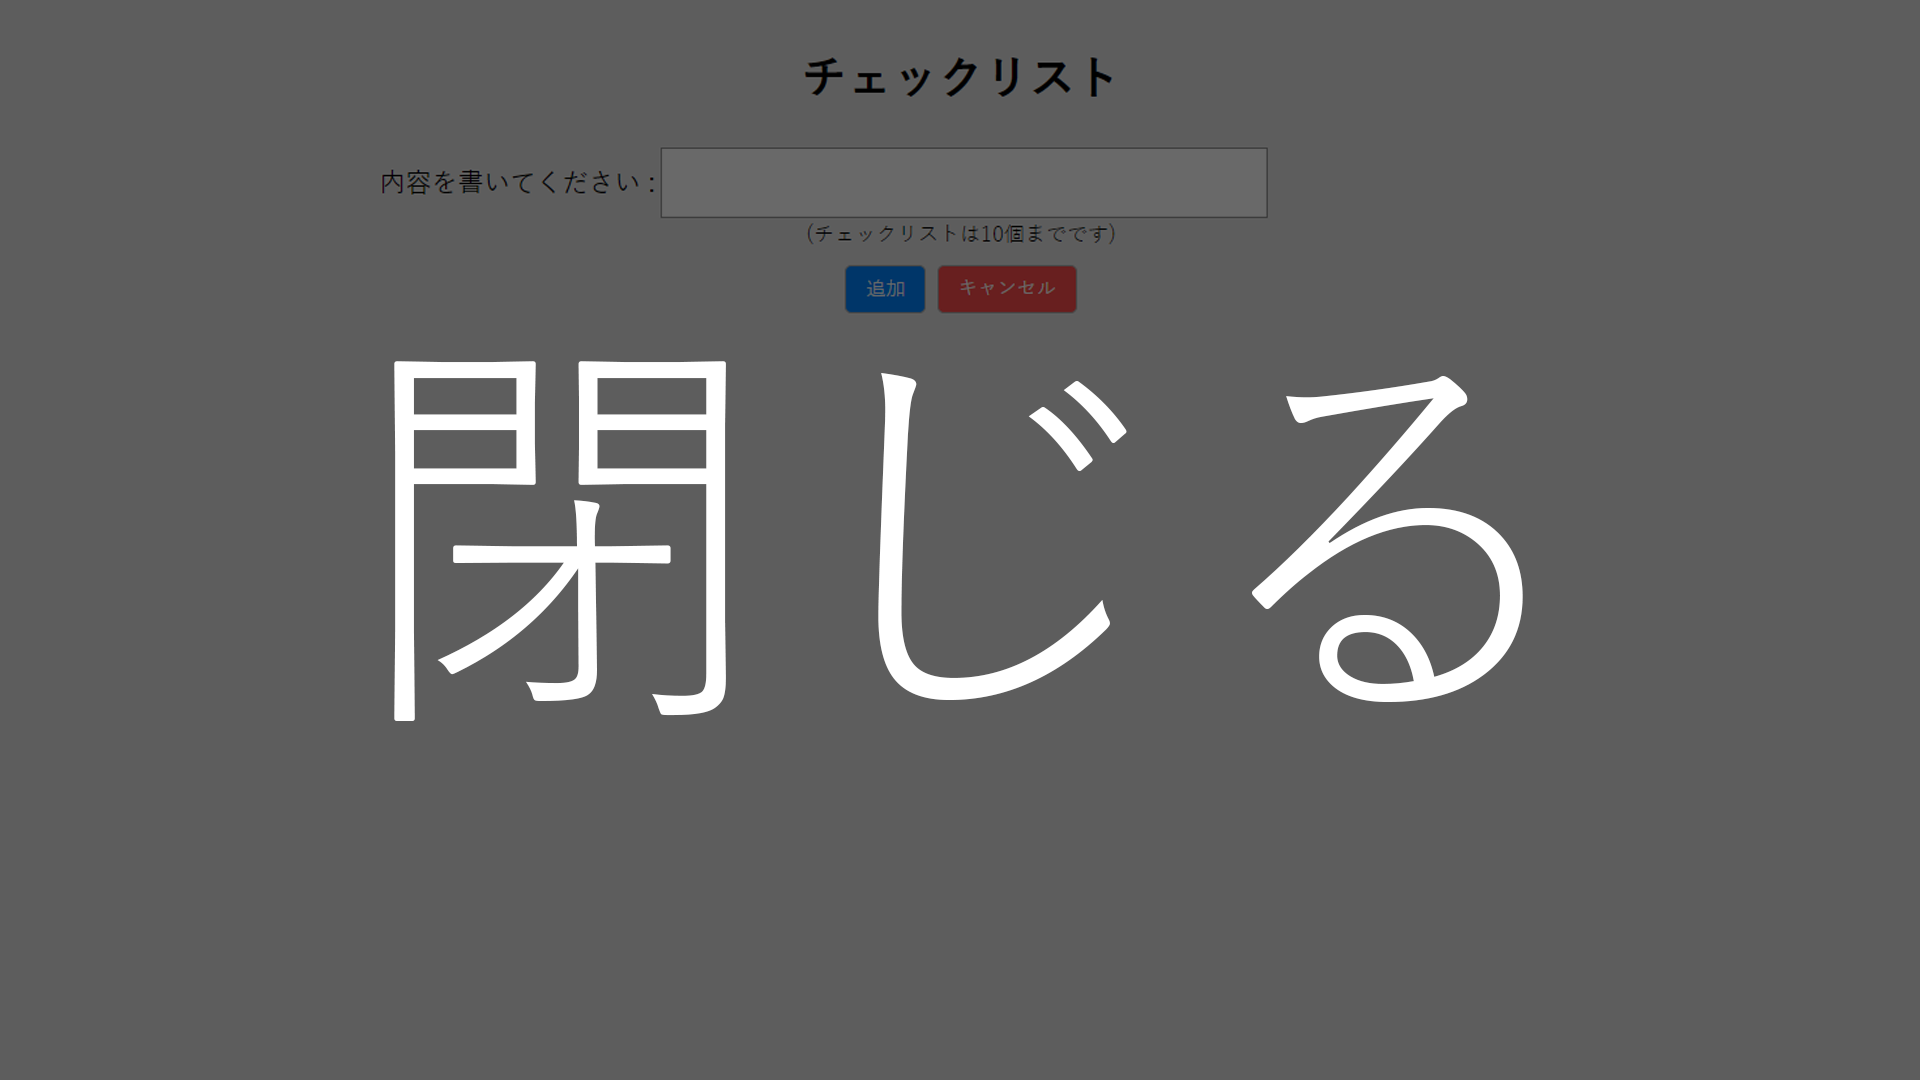 チェックリスト
内容を書いてください :
(チェックリストは10個までです)
追加 キャンセル
閉じる